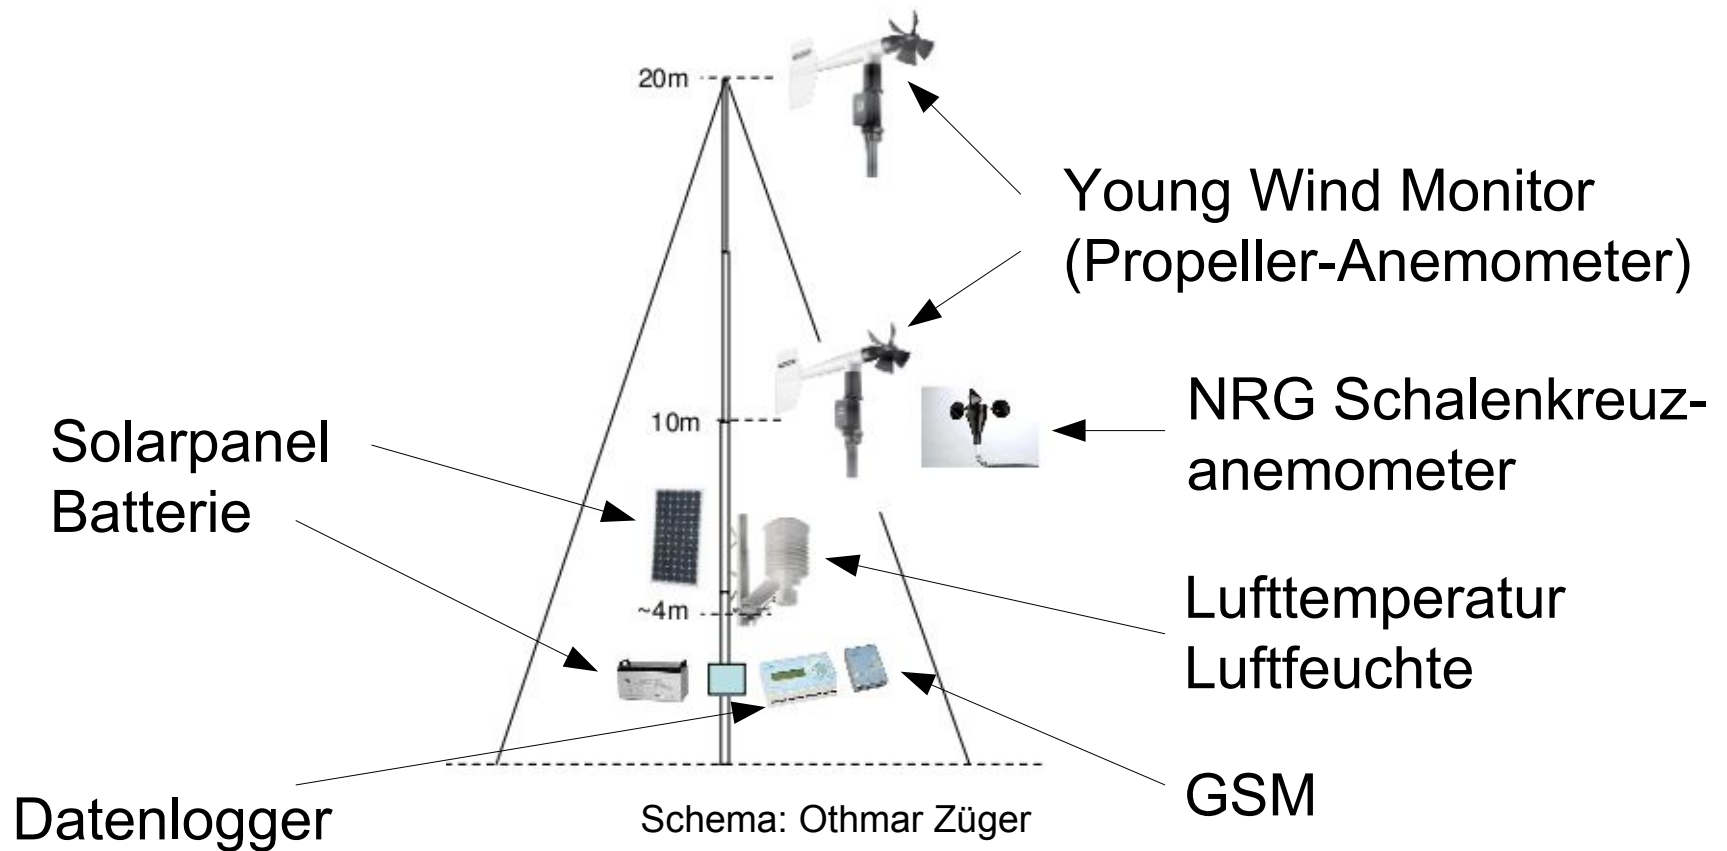 20m
Young Wind Monitor
(Propeller-Anemometer)
10m
NRG Schalenkreuz-
anemometer
Solarpanel
Batterie
~4m
Lufttemperatur
Luftfeuchte
GSM
Datenlogger
Schema: Othmar Züger